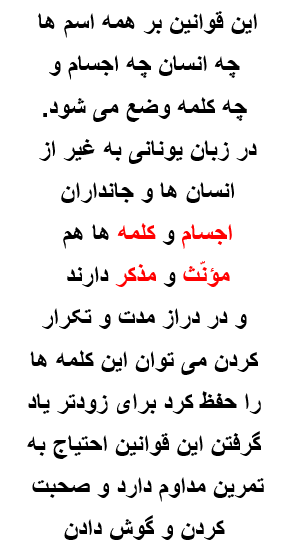 این قوانین بر همه اسم ها
چه انسان چه اجسام و
چه کلمه وضع می شود.
در زبان یونانی به غیر از
انسان ها و جانداران
اجسام و کلمه ها هم
مؤنّث و مذکر دارند
و در دراز مدت و تکرار
کردن می توان این کلمه ها
را حفظ کرد برای زودتر یاد
گرفتن این قوانین احتیاج به
تمرین مداوم دارد و صحبت
کردن و گوش دادن